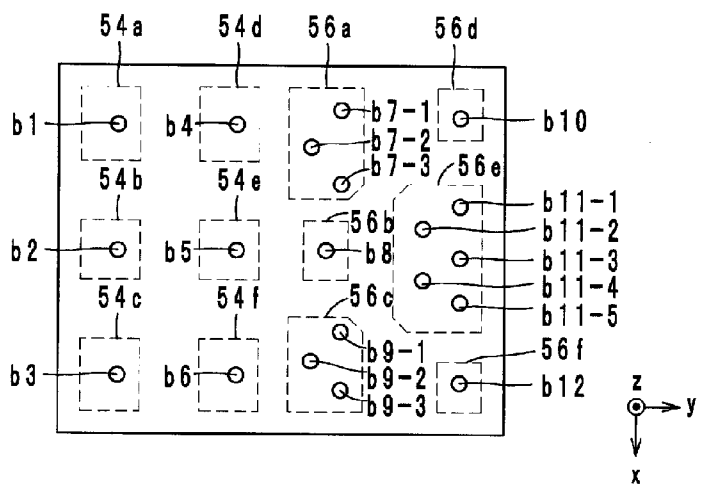 54a 54d 56a 56d
b1 b4 b7-1 b10
b7-2
b7-3 56e
54b 54e
b11-1
56b b11-2
b2 b5 b8 b11-3
b11-4
54c 54f 56c b11-5
b9-1 56f
b3 b6 b9-2 b12
b9-3
z
y
x